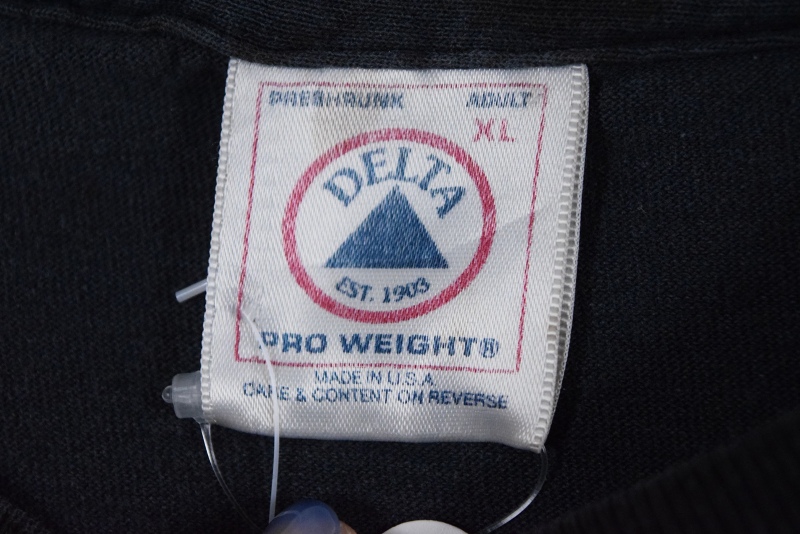 PRESHRUNK ADULT
XL
DELTA
EST. 1903
PRO WEIGHT®
MADE IN U.S.A.
CARE & CONTENT ON REVERSE